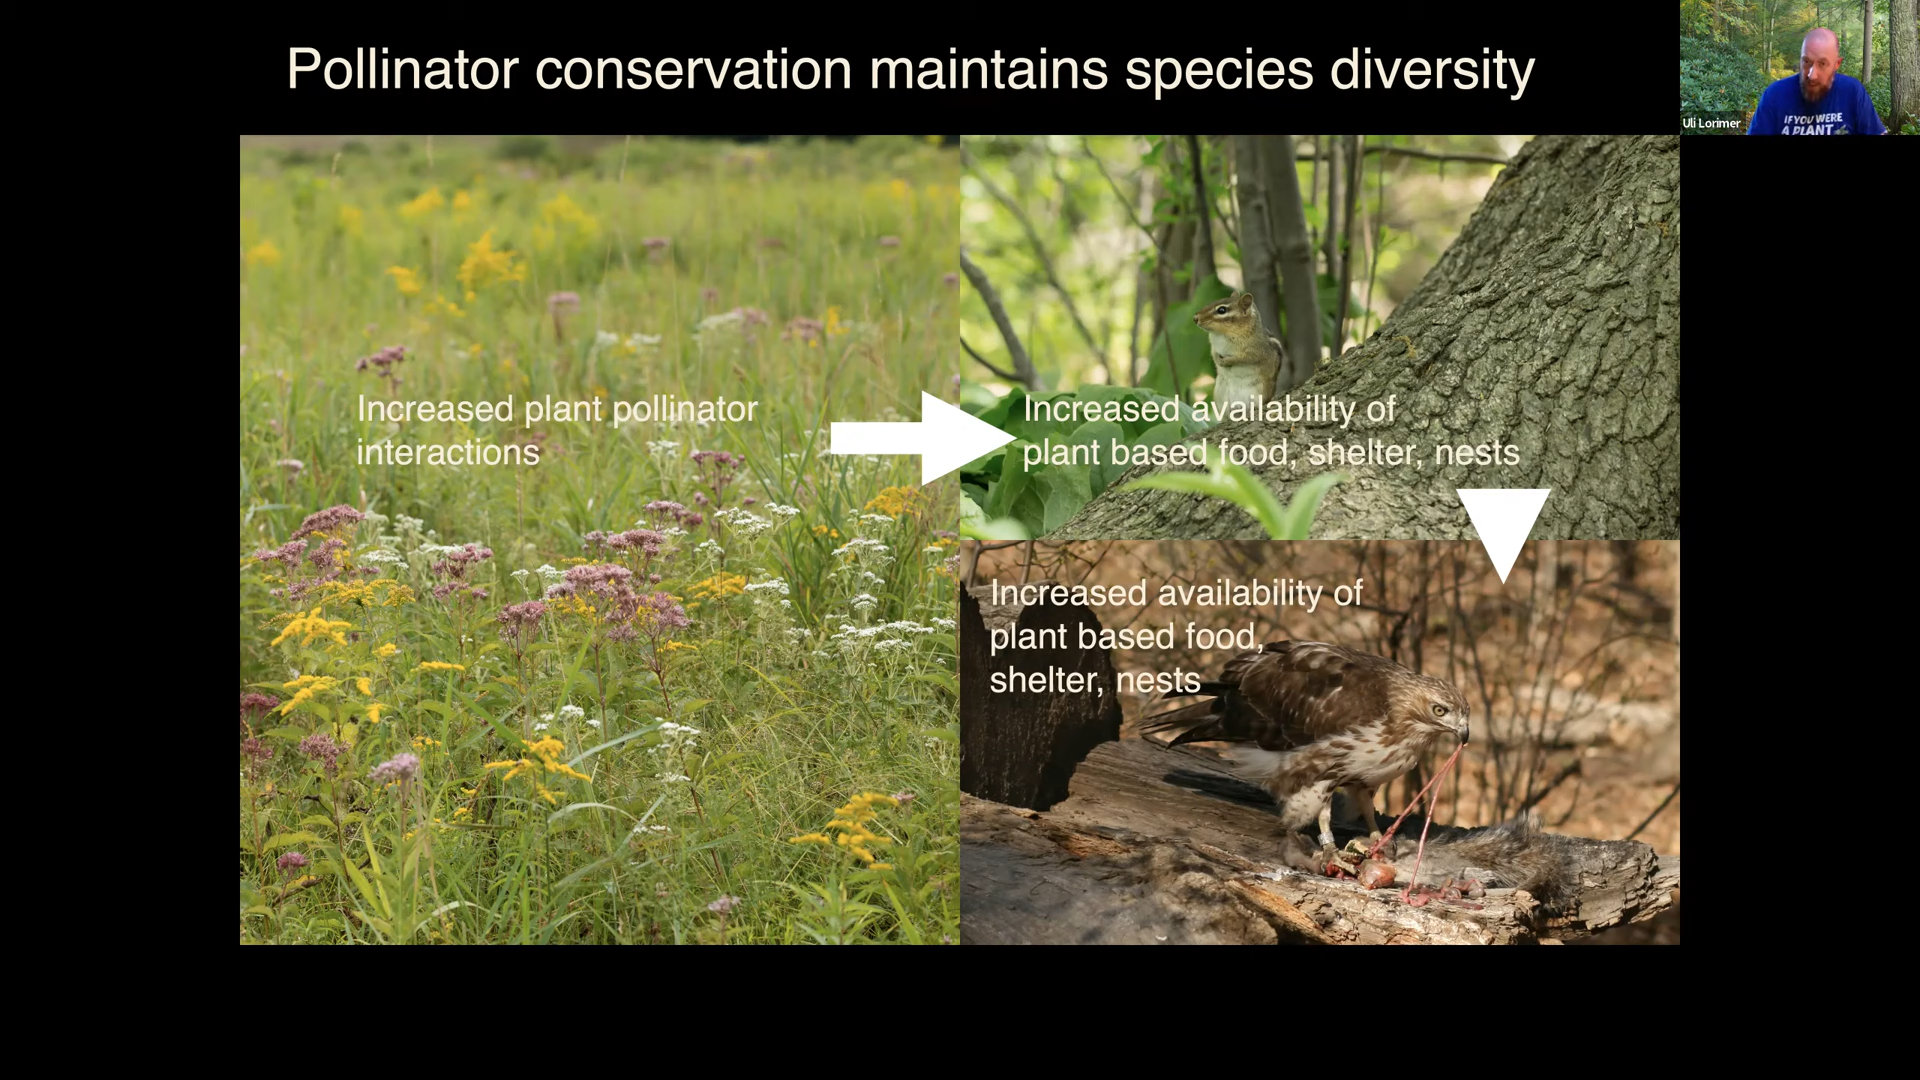 Pollinator conservation maintains species diversity
Uli Lorimer
IF YOU WERE
A PLANT
Increased plant pollinator
interactions
Increased availability of
plant based food, shelter, nests
Increased availability of
plant based food,
shelter, nests